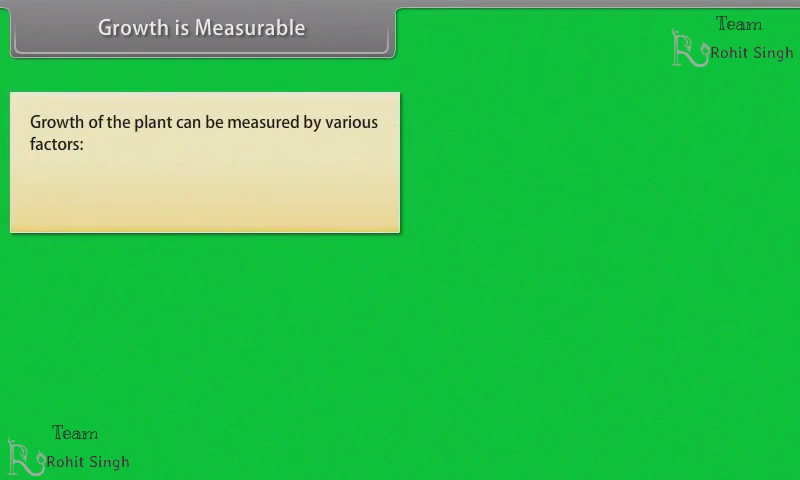 Growth is Measurable
Team
Rohit Singh
Growth of the plant can be measured by various
factors:
Team
Rohit Singh